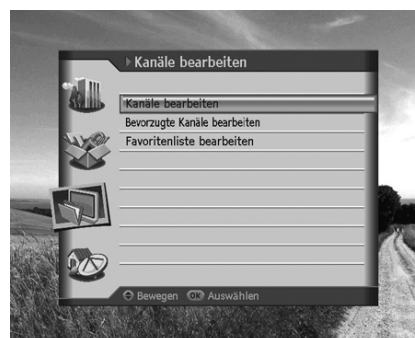 Kanäle bearbeiten
Kanäle bearbeiten
Bevorzugte Kanäle bearbeiten
Favoritenliste bearbeiten
Bewegen OK Auswählen